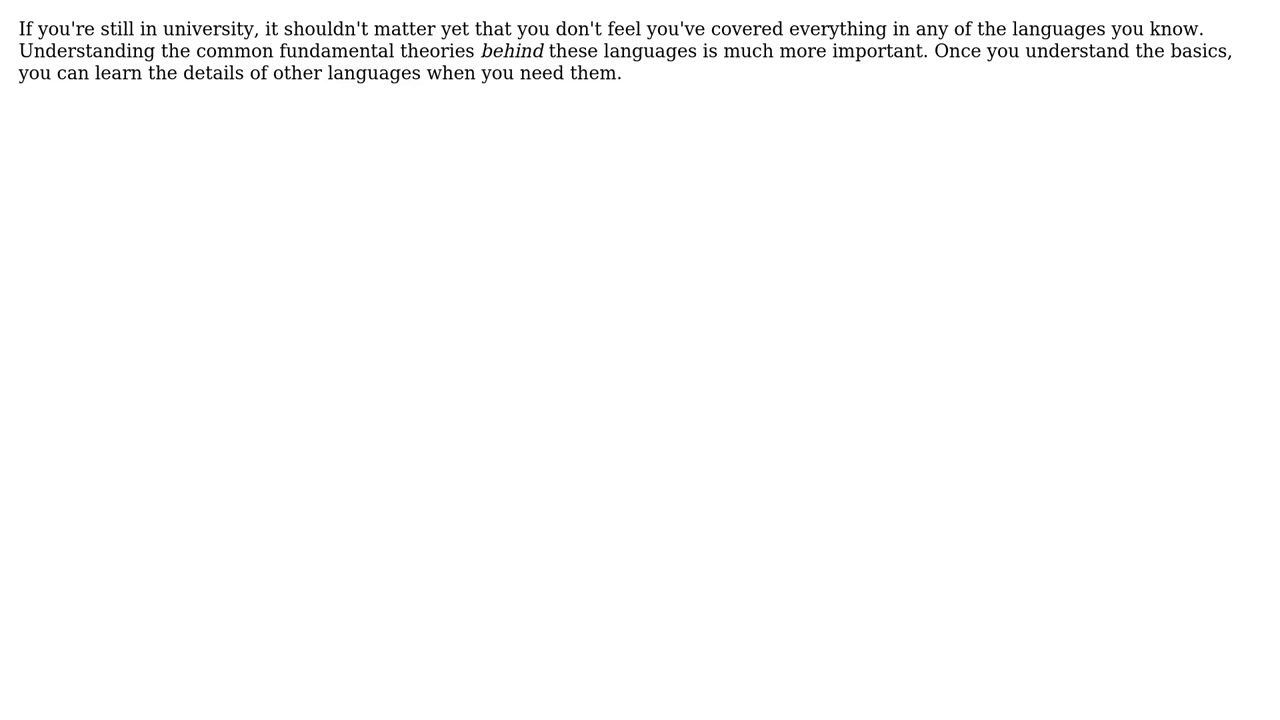 If you're still in university, it shouldn't matter yet that you don't feel you've covered everything in any of the languages you know.
Understanding the common fundamental theories behind these languages is much more important. Once you understand the basics,
you can learn the details of other languages when you need them.